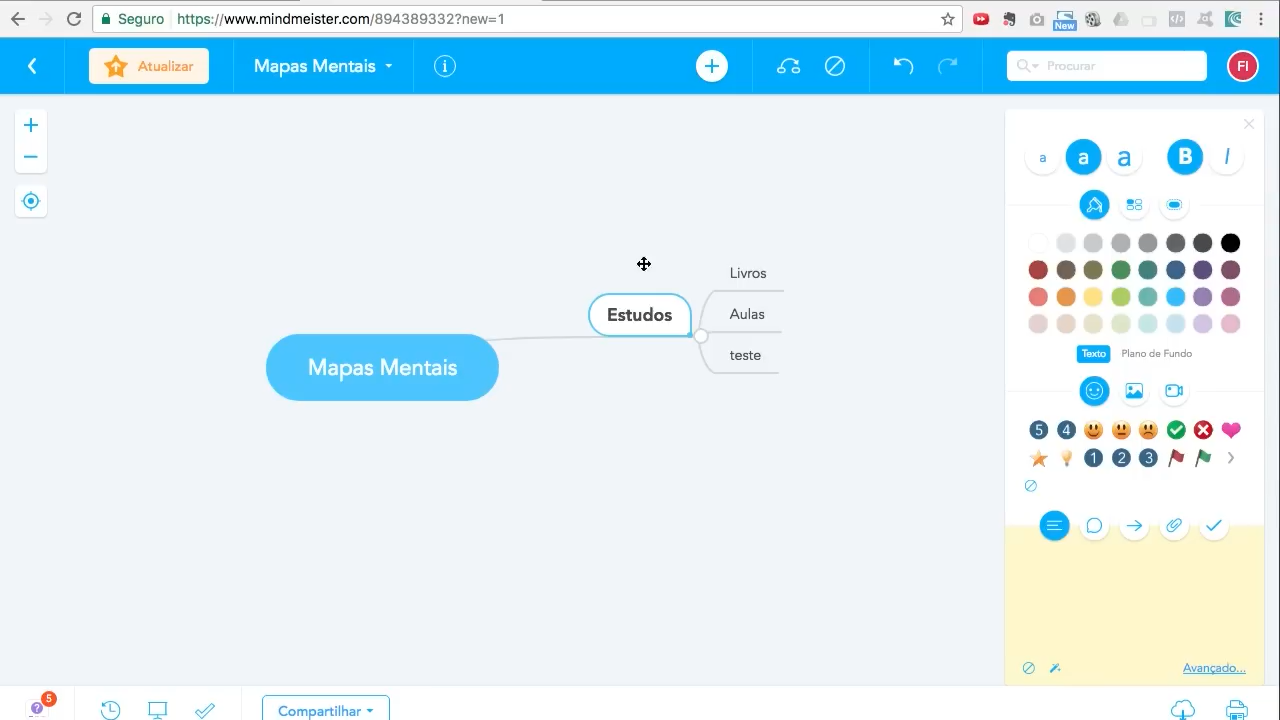 Seguro
https://www.mindmeister.com/894389332?new=1
New
Atualizar
Mapas Mentais
i
Procurar
FI
a a a B I
Livros
Estudos
Aulas
Mapas Mentais
teste
Texto Plano de Fundo
5 4
1 2 3
Avançado...
5
?
Compartilhar